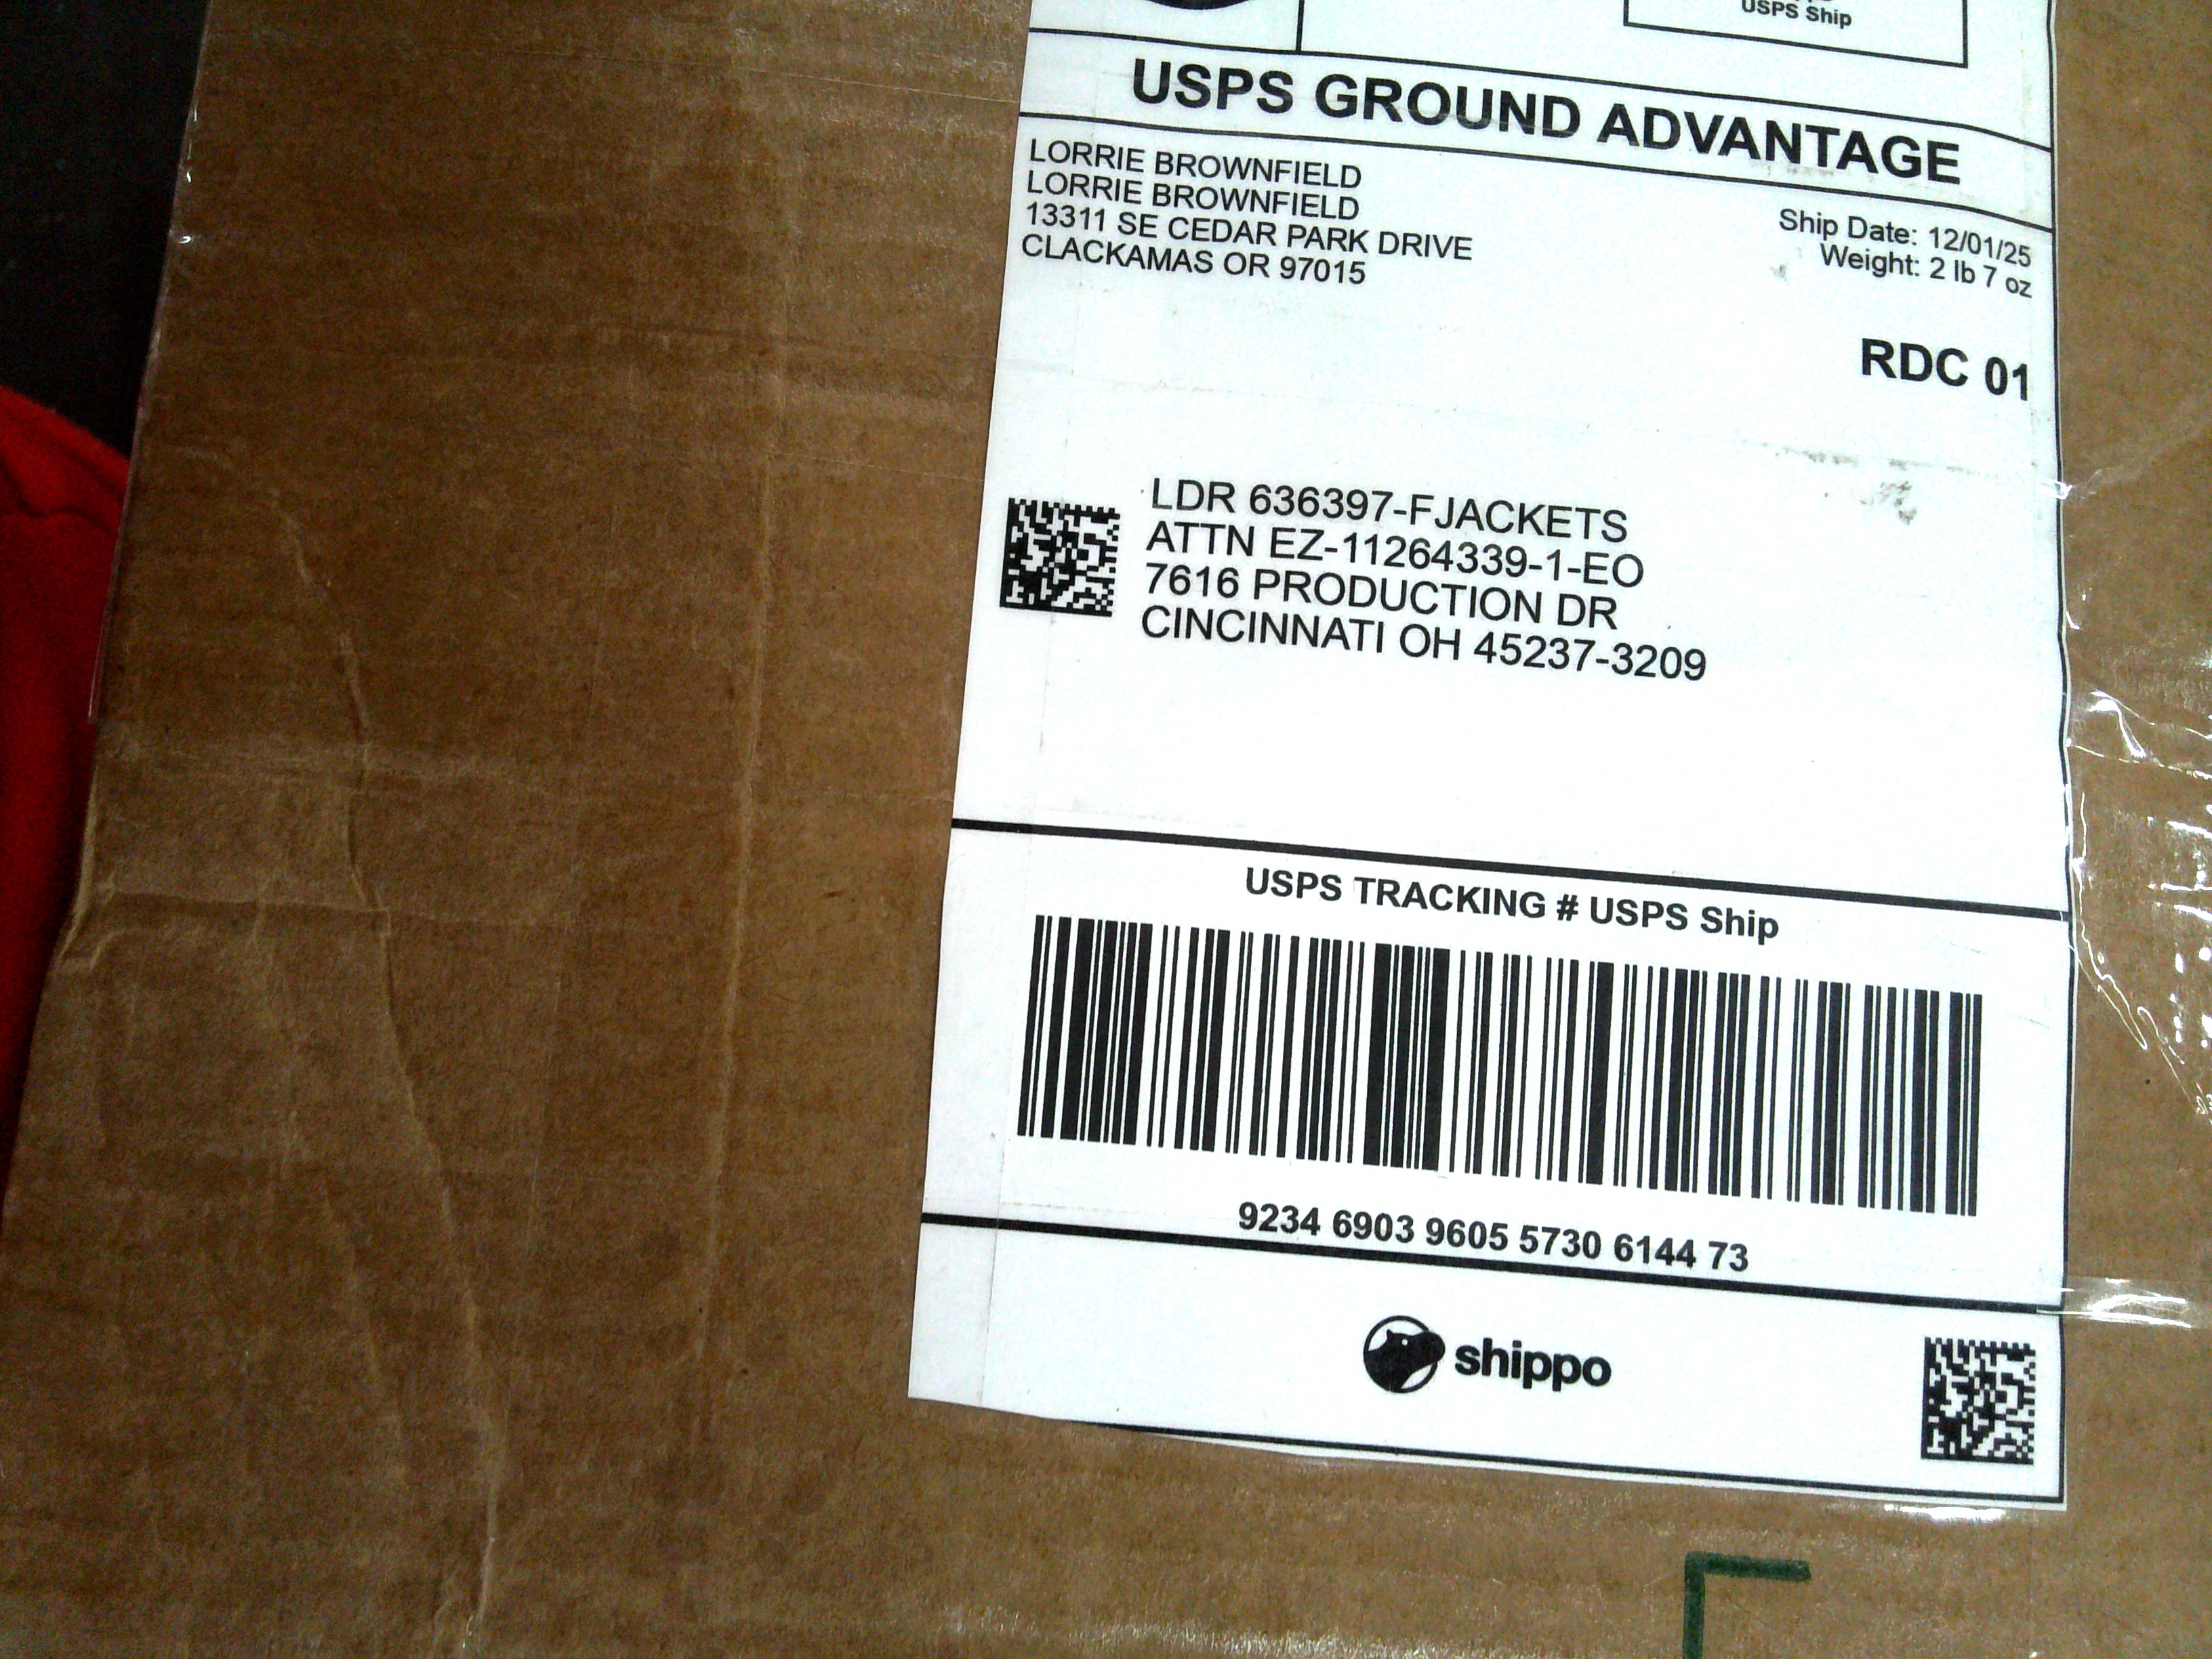 USPS Ship
USPS GROUND ADVANTAGE
LORRIE BROWNFIELD
LORRIE BROWNFIELD
13311 SE CEDAR PARK DRIVE
CLACKAMAS OR 97015
Ship Date: 12/01/25
Weight: 2 lb 7 oz
RDC 01
LDR 636397-FJACKETS
ATTN EZ-11264339-1-EO
7616 PRODUCTION DR
CINCINNATI OH 45237-3209
USPS TRACKING # USPS Ship
9234 6903 9605 5730 6144 73
shippo